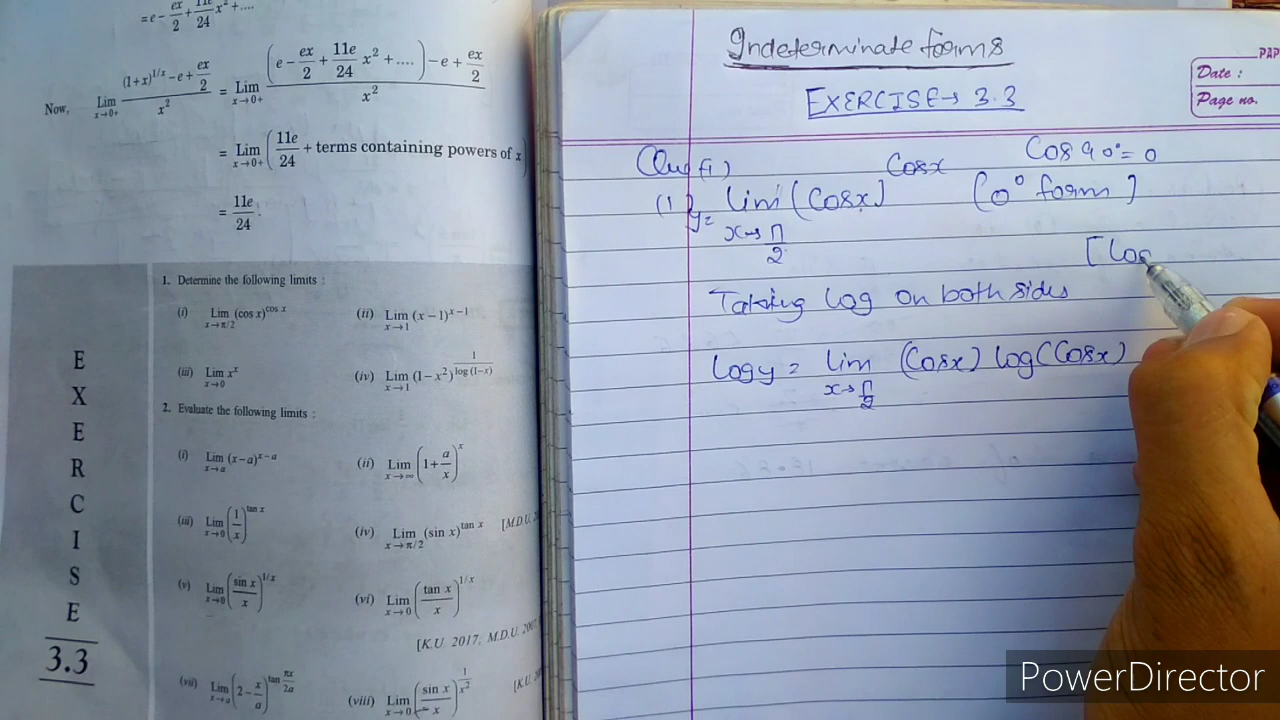 = e - ex/2 + 11e/24 x² + ....
Now, Lim x→0+ ((1+x)^{1/x} - e + ex/2)/x² = Lim x→0+ ((e - ex/2 + 11e/24 x² + ....) - e + ex/2)/x²
= Lim x→0+ (11e/24 + terms containing powers of x)
= 11e/24.
EXERCISE 3.3
1. Determine the following limits :
(i) Lim x→π/2 (cos x)^{cos x} (ii) Lim x→1 (x-1)^{x-1}
(iii) Lim x→0 x^x (iv) Lim x→1 (1-x²)^{1/log (1-x)}
2. Evaluate the following limits :
(i) Lim x→a (x-a)^{x-a} (ii) Lim x→∞ (1+a/x)^x
(iii) Lim x→0 (1/x)^{tan x} (iv) Lim x→π/2 (sin x)^{tan x} [M.D.U.
(v) Lim x→0 (sin x/x)^{1/x} (vi) Lim x→0 (tan x/x)^{1/x}
[K.U. 2017, M.D.U.
(vii) Lim x→a (2-x/a)^{tan πx/2a} (viii) Lim x→0 (sin x/x)^{1/x²} [K.U.
Indeterminate forms
EXERCISE→ 3.3
PAP
Date :
Page no.
Cosx Cos 90°=0
(1) y= lim x→π/2 (Cosx) [0° form]
[Log
Taking Log on both sides
Logy = lim x→π/2 (Cosx) log(Cosx)
PowerDirector